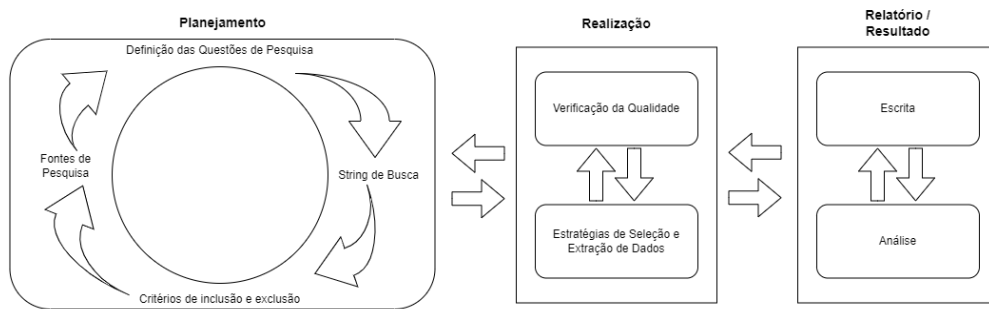 Planejamento
Definição das Questões de Pesquisa
Fontes de
Pesquisa
String de Busca
Critérios de inclusão e exclusão
Realização
Verificação da Qualidade
Estratégias de Seleção e
Extração de Dados
Relatório /
Resultado
Escrita
Análise